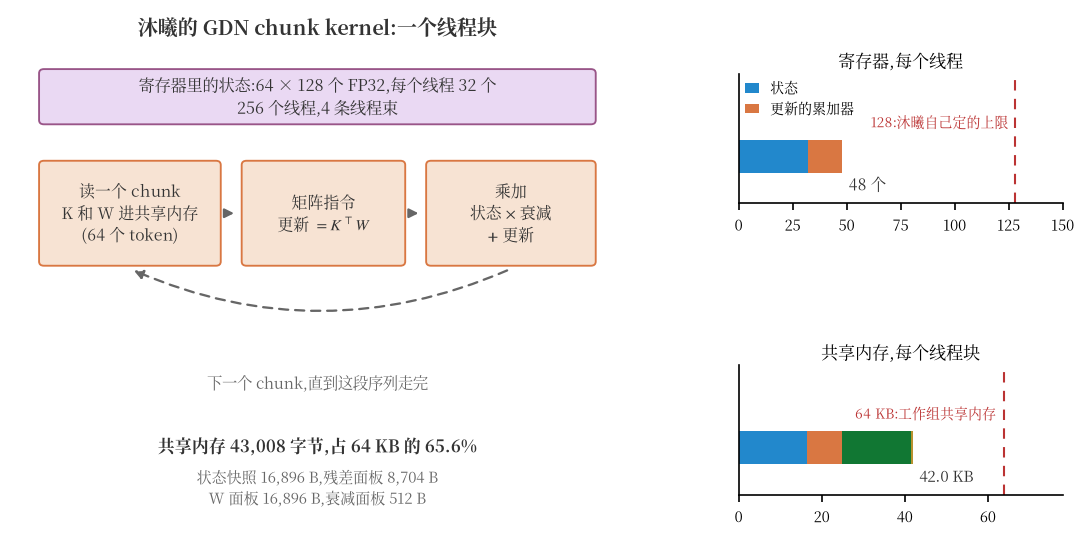 沐曦的 GDN chunk kernel:一个线程块
寄存器里的状态:64 × 128 个 FP32,每个线程 32 个
256 个线程,4 条线程束
读一个 chunk
K 和 W 进共享内存
(64 个 token)
矩阵指令
更新 = K⊤W
乘加
状态 × 衰减
+ 更新
下一个 chunk,直到这段序列走完
共享内存 43,008 字节,占 64 KB 的 65.6%
状态快照 16,896 B,残差面板 8,704 B
W 面板 16,896 B,衰减面板 512 B
寄存器,每个线程
状态
更新的累加器
128:沐曦自己定的上限
48 个
0 25 50 75 100 125 150
共享内存,每个线程块
64 KB:工作组共享内存
42.0 KB
0 20 40 60